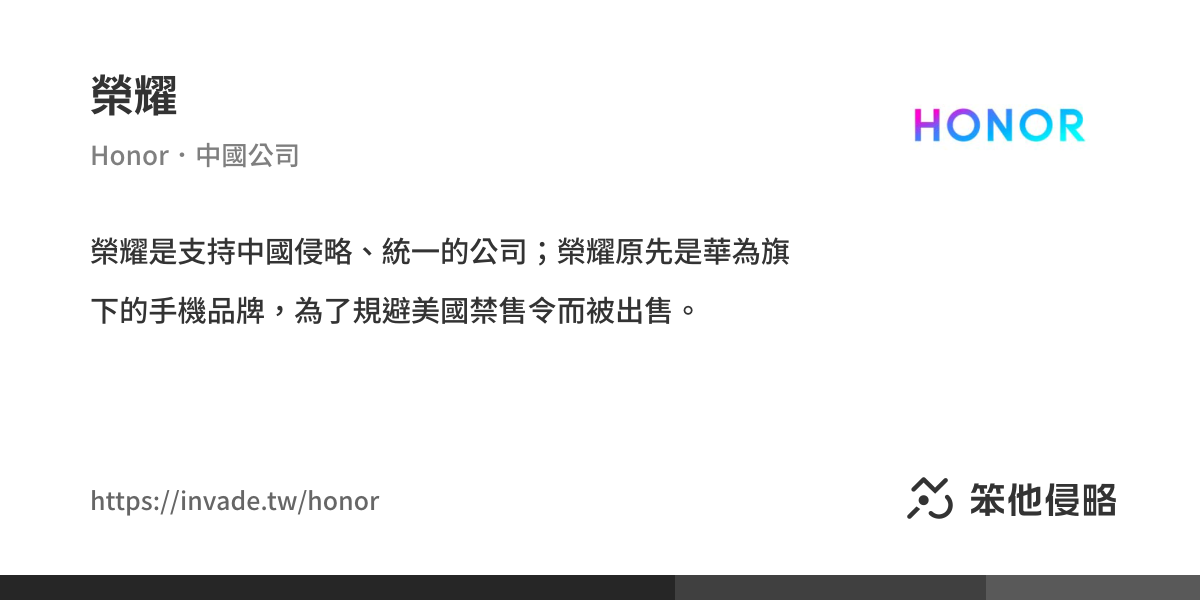 榮耀
HONOR
Honor・中國公司
榮耀是支持中國侵略、統一的公司；榮耀原先是華為旗
下的手機品牌，為了規避美國禁售令而被出售。
https://invade.tw/honor
笨他侵略